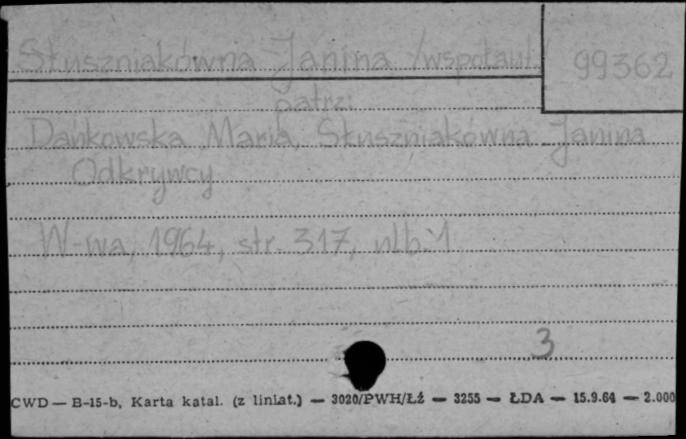 Słuszniakówna Janina /współaut./
99362
patrz:
Dańkowska Maria, Słuszniakówna Janina
Odkrywcy
W-wa, 1964, str. 317, nlb. 1
3
CWD — B-15-b, Karta katal. (z liniat.) — 3020/PWH/Łź — 3255 — ŁDA — 15.9.64 — 2.000